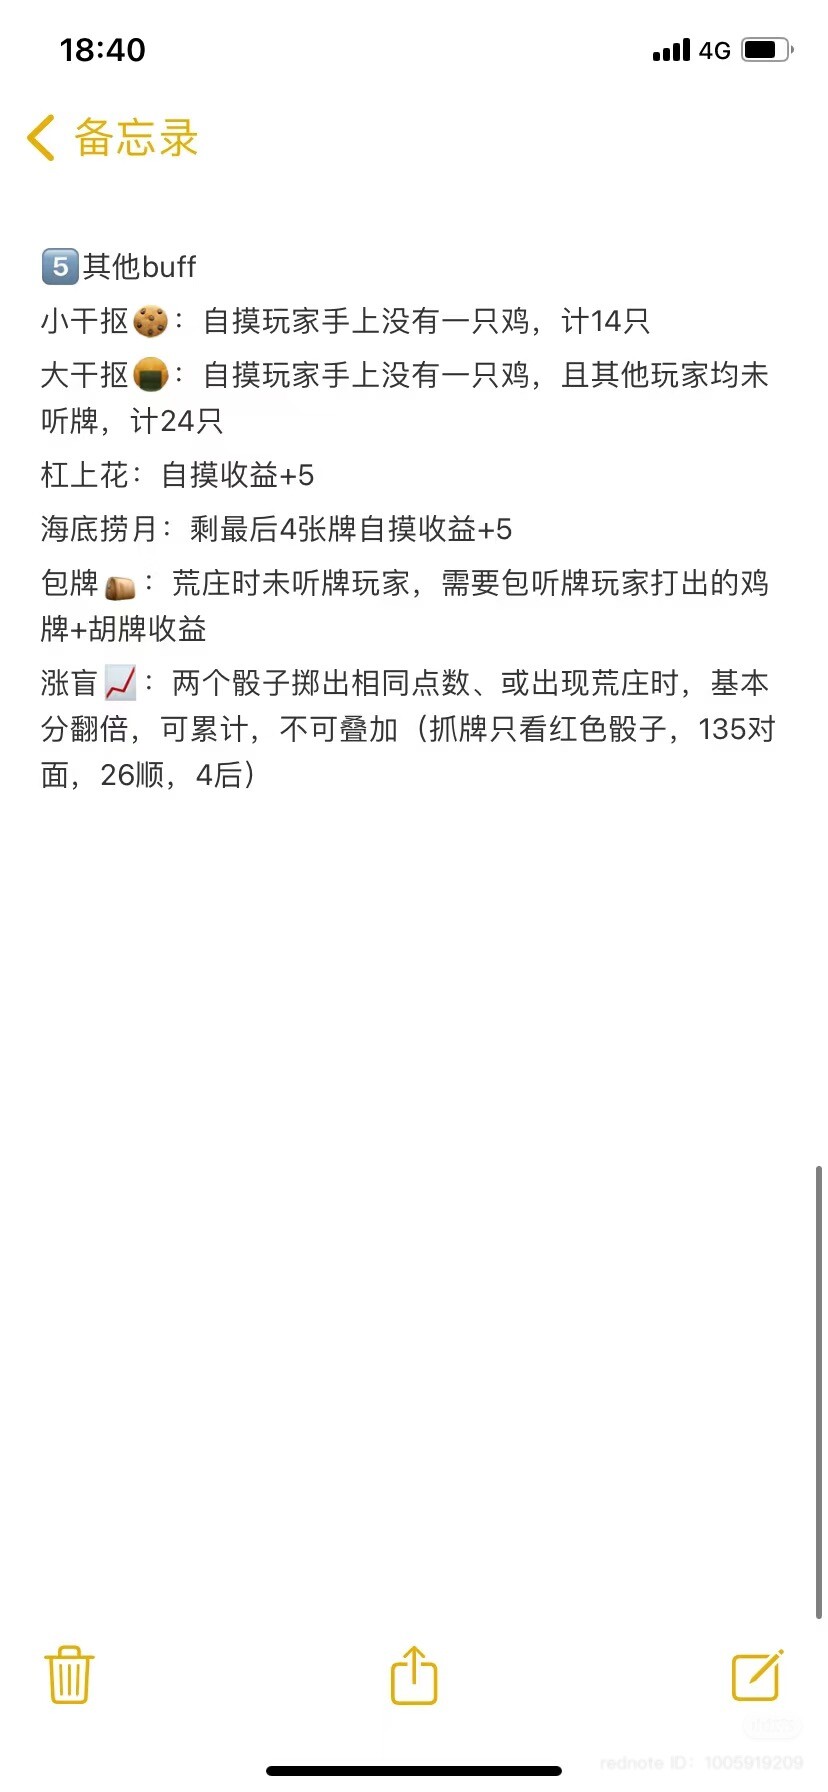 18:40
4G
备忘录
5️⃣其他buff
小干抠🍪：自摸玩家手上没有一只鸡，计14只
大干抠🍘：自摸玩家手上没有一只鸡，且其他玩家均未
听牌，计24只
杠上花：自摸收益+5
海底捞月：剩最后4张牌自摸收益+5
包牌🍞：荒庄时未听牌玩家，需要包听牌玩家打出的鸡
牌+胡牌收益
涨盲📈：两个骰子掷出相同点数、或出现荒庄时，基本
分翻倍，可累计，不可叠加（抓牌只看红色骰子，135对
面，26顺，4后）
rednote ID: 1005919209